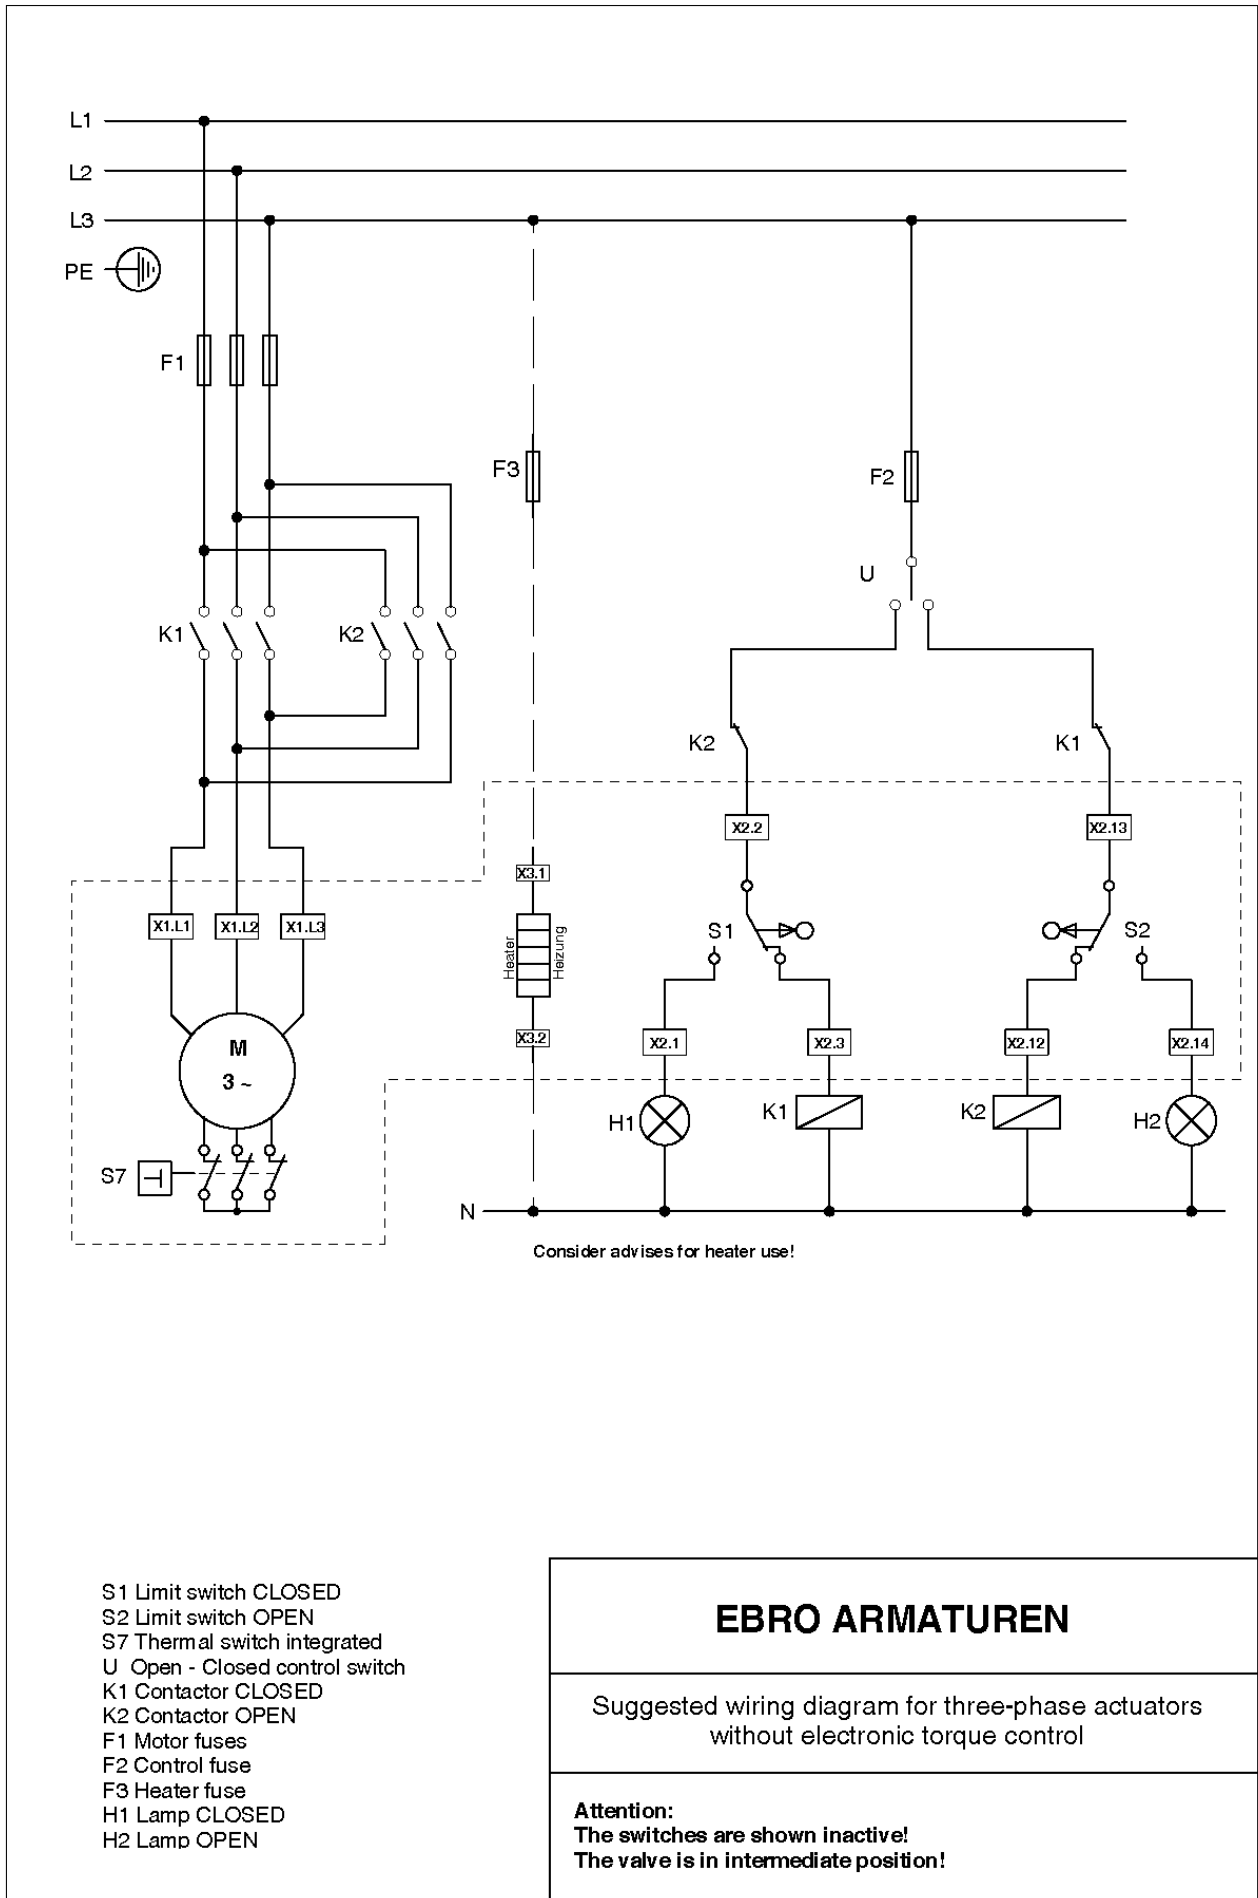 L1
L2
L3
PE
F1
F3
F2
U
K1
K2
K2
K1
X2.2
X2.13
X3.1
X1.L1
X1.L2
X1.L3
Heater
Heizung
S1
S2
X3.2
X2.1
X2.3
X2.12
X2.14
M
3 ~
H1
K1
K2
H2
S7
N
Consider advises for heater use!
S1 Limit switch CLOSED
S2 Limit switch OPEN
S7 Thermal switch integrated
U Open - Closed control switch
K1 Contactor CLOSED
K2 Contactor OPEN
F1 Motor fuses
F2 Control fuse
F3 Heater fuse
H1 Lamp CLOSED
H2 Lamp OPEN
EBRO ARMATUREN
Suggested wiring diagram for three-phase actuators
without electronic torque control
Attention:
The switches are shown inactive!
The valve is in intermediate position!